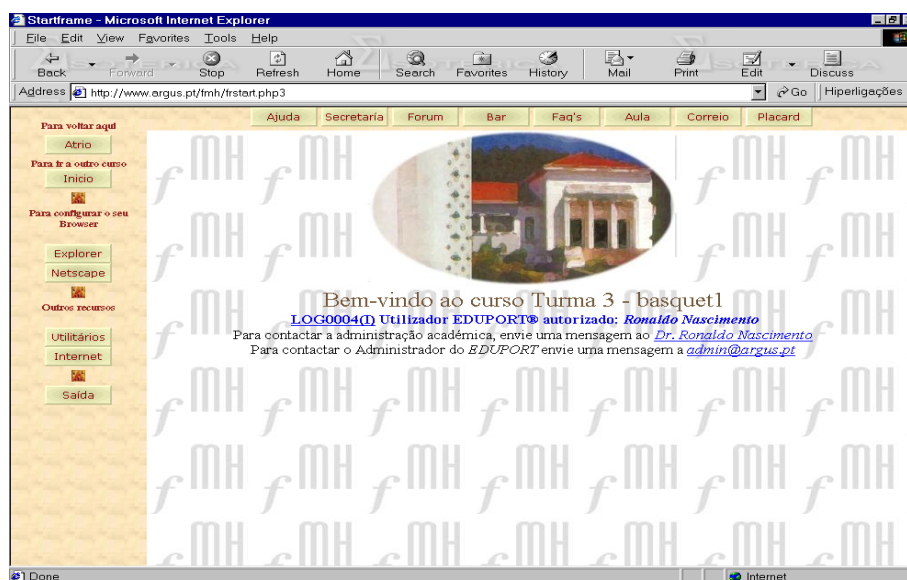 Startframe - Microsoft Internet Explorer
File Edit View Favorites Tools Help
Back Forward Stop Refresh Home Search Favorites History Mail Print Edit Discuss
Address http://www.argus.pt/fmh/frstart.php3 Go Hiperligações
Ajuda Secretaría Forum Bar Faq's Aula Correio Placard
Para voltar aquí
Atrio
Para ir a outro curso
Inicio
Para configurar o seu
Browser
Explorer
Netscape
Outros recursos
Utilitários
Internet
Saída
Bem-vindo ao curso Turma 3 - basquet1
LOG0004(I) Utilizador EDUPORT® autorizado: Ronaldo Nascimento
Para contactar a administração académica, envie uma mensagem ao Dr. Ronaldo Nascimento
Para contactar o Administrador do EDUPORT envie uma mensagem a admin@argus.pt
fMH
Done Internet